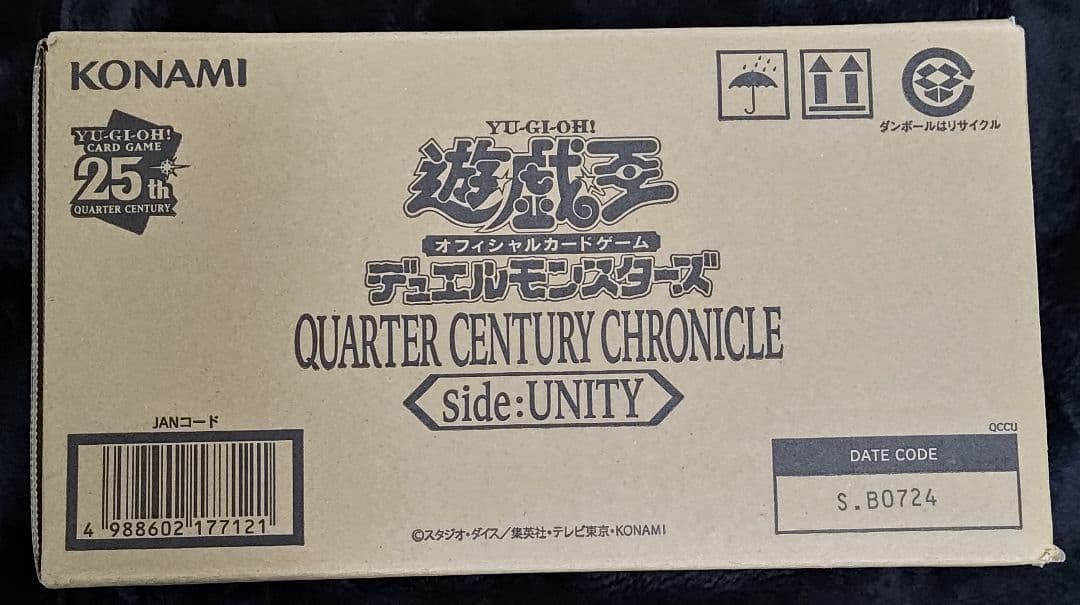 KONAMI
YU-GI-OH!
CARD GAME
25th
QUARTER CENTURY
ダンボールはリサイクル
YU-GI-OH!
遊戯王
オフィシャルカードゲーム
デュエルモンスターズ
QUARTER CENTURY CHRONICLE
side:UNITY
JANコード
4 988602 177121
QCCU
DATE CODE
S.B0724
©スタジオ・ダイス/集英社・テレビ東京・KONAMI